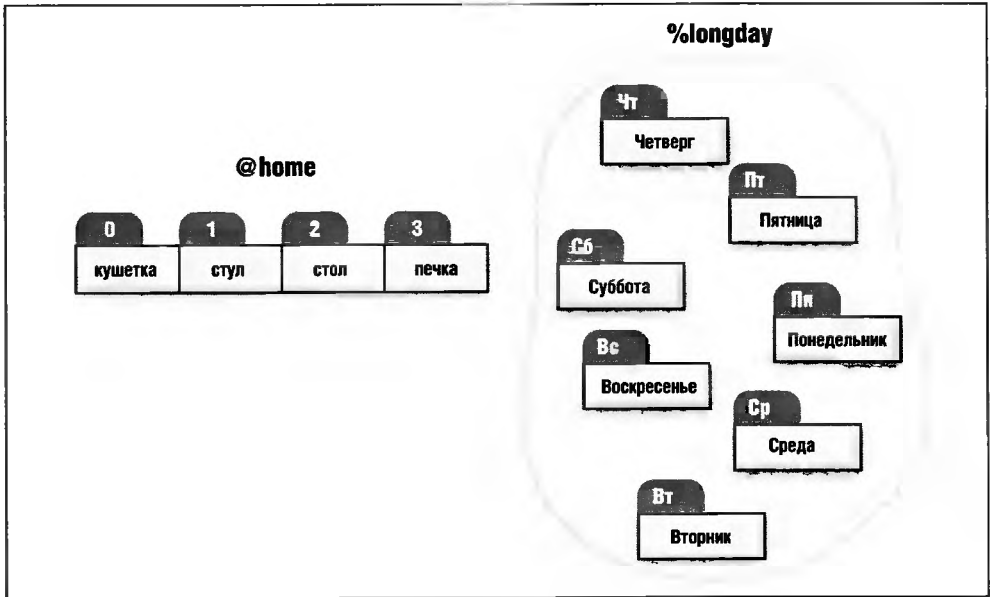 %longday
Чт
Четверг
@home
Пт
Пятница
0 1 2 3
кушетка стул стол печка
Сб
Суббота
Пн
Понедельник
Вс
Воскресенье
Ср
Среда
Вт
Вторник